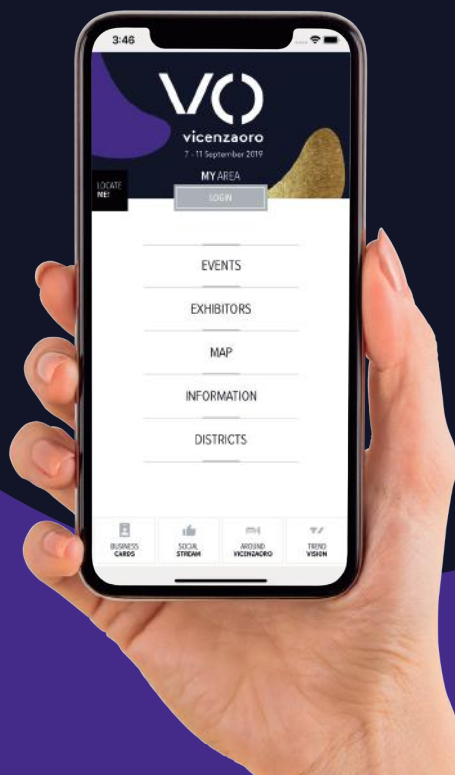 3:46
VO
vicenzaoro
7 - 11 September 2019
MY AREA
LOCATE
ME!
LOGIN
EVENTS
EXHIBITORS
MAP
INFORMATION
DISTRICTS
BUSINESS
CARDS
SOCIAL
STREAM
AROUND
VICENZAORO
TREND
VISION